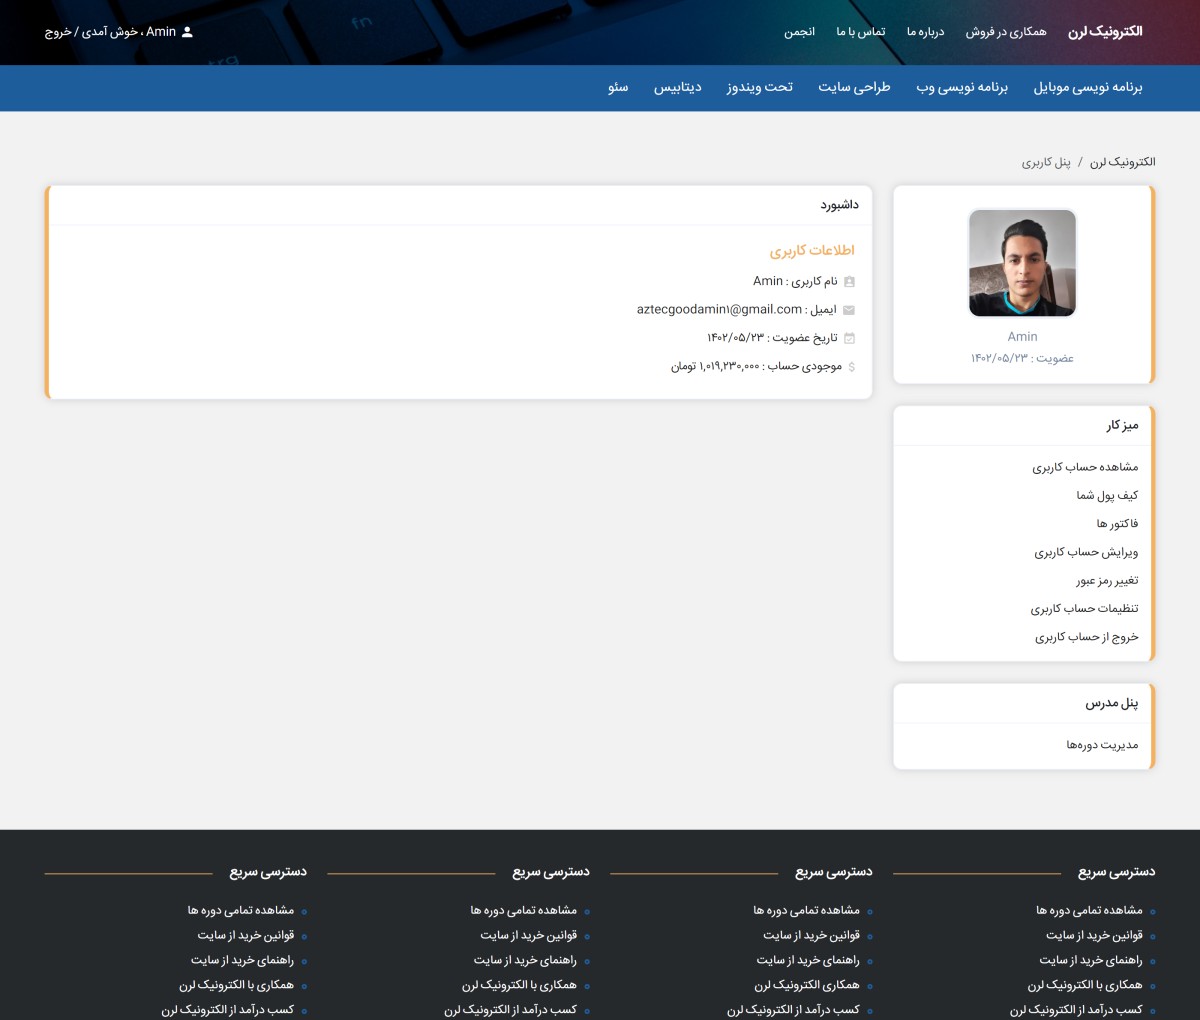 الکترونیک لرن همکاری در فروش درباره ما تماس با ما انجمن
Amin ، خوش آمدی / خروج
برنامه نویسی موبایل برنامه نویسی وب طراحی سایت تحت ویندوز دیتابیس سئو
الکترونیک لرن / پنل کاربری
Amin
عضویت : ۱۴۰۲/۰۵/۲۳
میز کار
مشاهده حساب کاربری
کیف پول شما
فاکتور ها
ویرایش حساب کاربری
تغییر رمز عبور
تنظیمات حساب کاربری
خروج از حساب کاربری
پنل مدرس
مدیریت دوره‌ها
داشبورد
اطلاعات کاربری
نام کاربری : Amin
ایمیل : aztecgoodamin۱@gmail.com
تاریخ عضویت : ۱۴۰۲/۰۵/۲۳
موجودی حساب : ۱,۰۱۹,۲۳۰,۰۰۰ تومان
دسترسی سریع
مشاهده تمامی دوره ها
قوانین خرید از سایت
راهنمای خرید از سایت
همکاری با الکترونیک لرن
کسب درآمد از الکترونیک لرن
دسترسی سریع
مشاهده تمامی دوره ها
قوانین خرید از سایت
راهنمای خرید از سایت
همکاری الکترونیک لرن
کسب درآمد از الکترونیک لرن
دسترسی سریع
مشاهده تمامی دوره ها
قوانین خرید از سایت
راهنمای خرید از سایت
همکاری با الکترونیک لرن
کسب درآمد از الکترونیک لرن
دسترسی سریع
مشاهده تمامی دوره ها
قوانین خرید از سایت
راهنمای خرید از سایت
همکاری با الکترونیک لرن
کسب درآمد از الکترونیک لرن
fn
ctrg